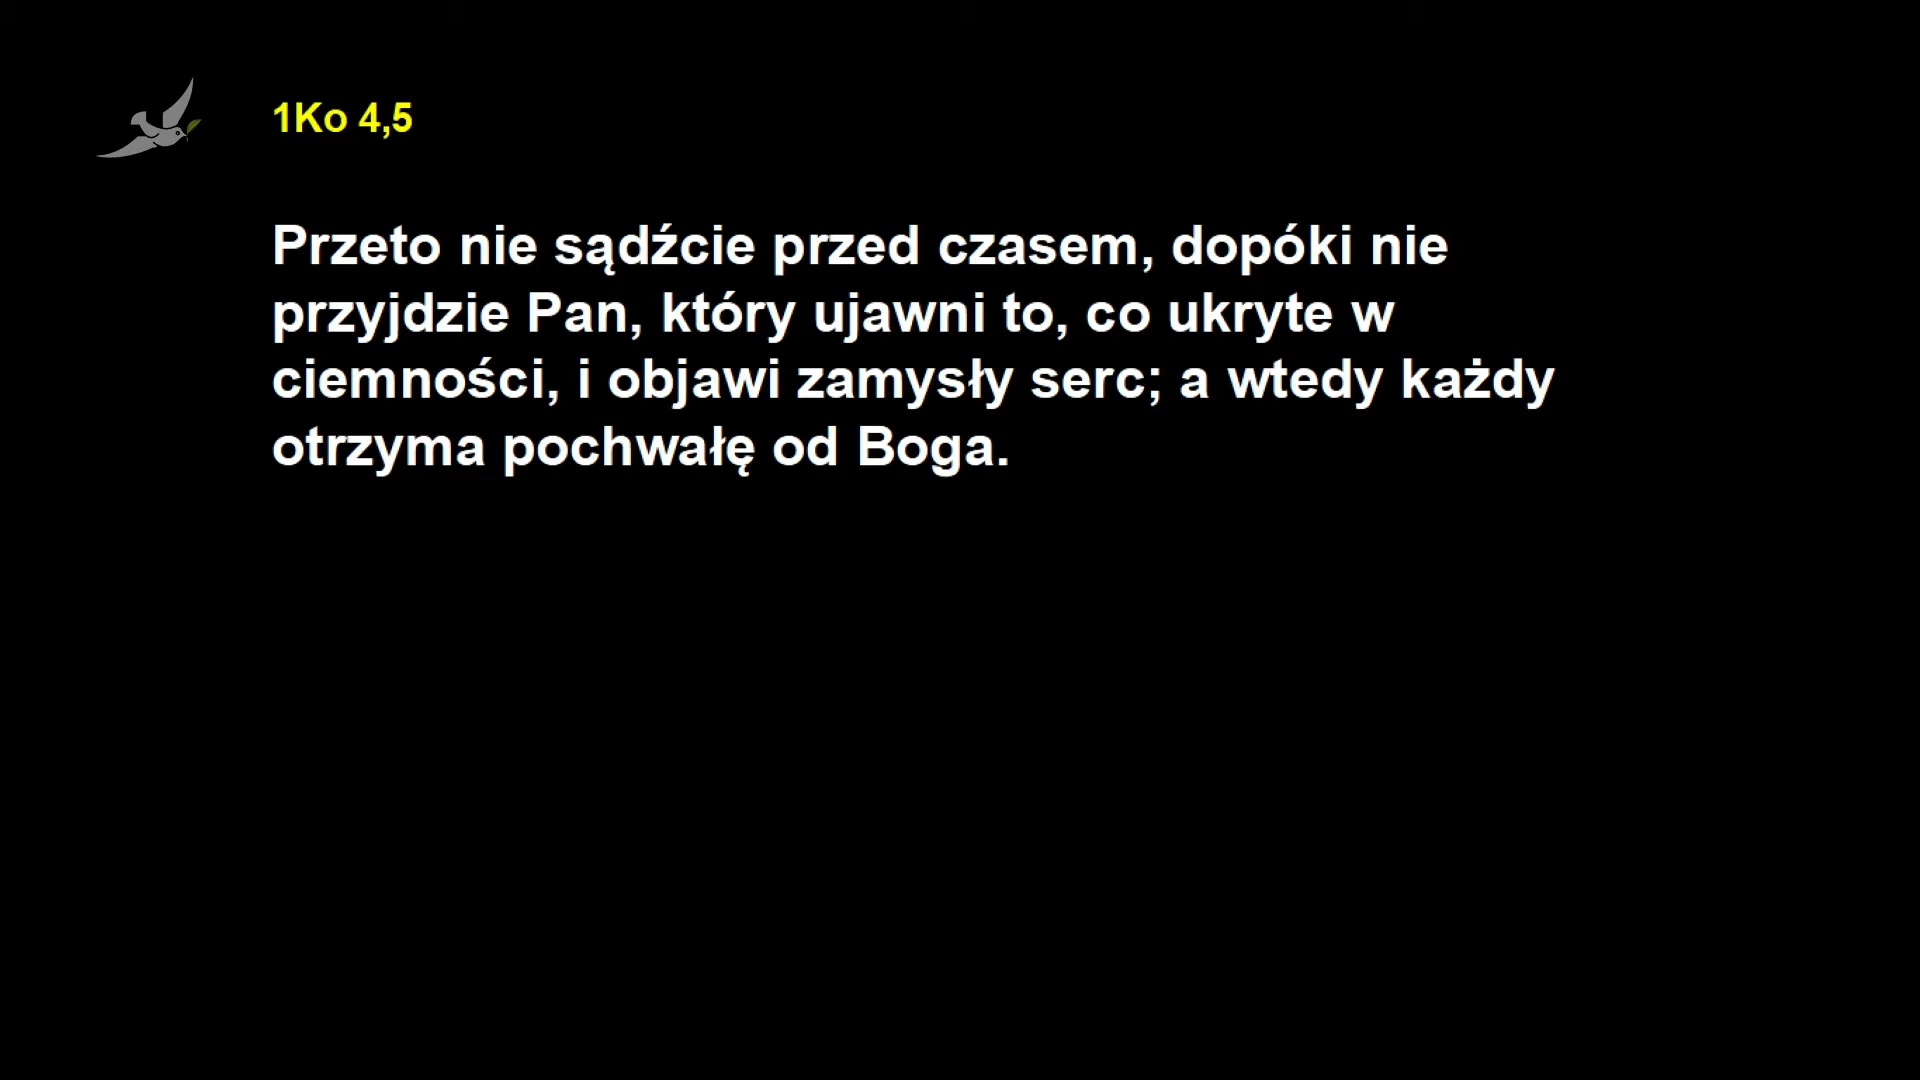 1Ko 4,5
Przeto nie sądźcie przed czasem, dopóki nie
przyjdzie Pan, który ujawni to, co ukryte w
ciemności, i objawi zamysły serc; a wtedy każdy
otrzyma pochwałę od Boga.